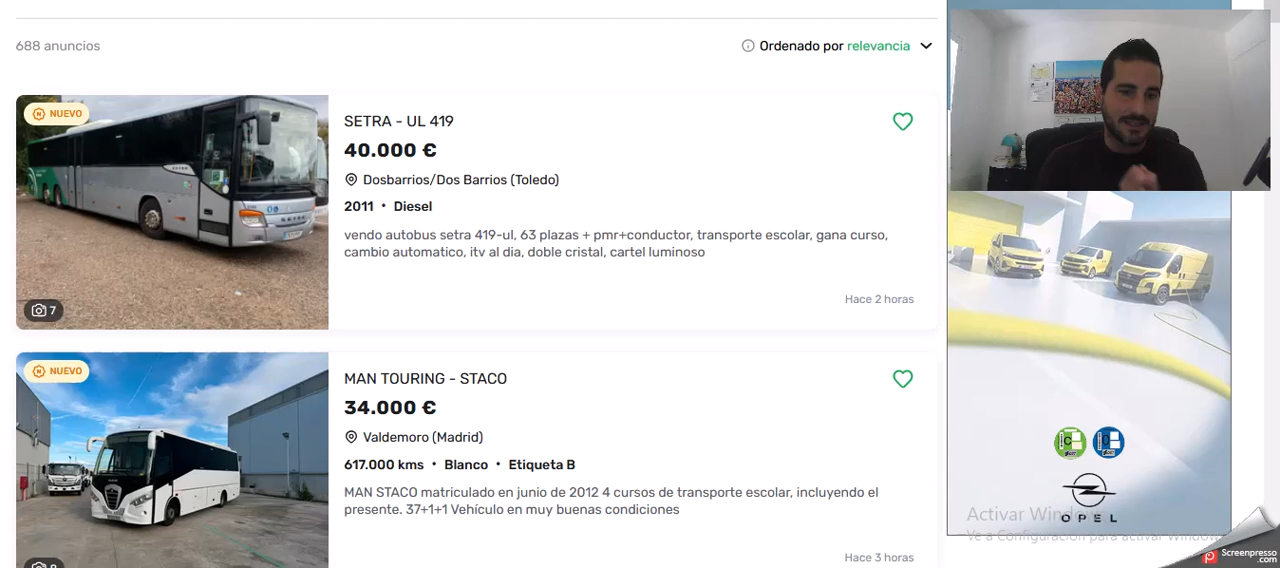 688 anuncios
Ordenado por relevancia
NUEVO
7
SETRA - UL 419
40.000 €
Dosbarrios/Dos Barrios (Toledo)
2011 • Diesel
vendo autobus setra 419-ul, 63 plazas + pmr+conductor, transporte escolar, gana curso,
cambio automatico, itv al dia, doble cristal, cartel luminoso
Hace 2 horas
NUEVO
MAN TOURING - STACO
34.000 €
Valdemoro (Madrid)
617.000 kms • Blanco • Etiqueta B
MAN STACO matriculado en junio de 2012 4 cursos de transporte escolar, incluyendo el
presente. 37+1+1 Vehículo en muy buenas condiciones
Hace 3 horas
OPEL
Activar Windows
Ve a Configuración para activar Windows
Screenpresso
.com